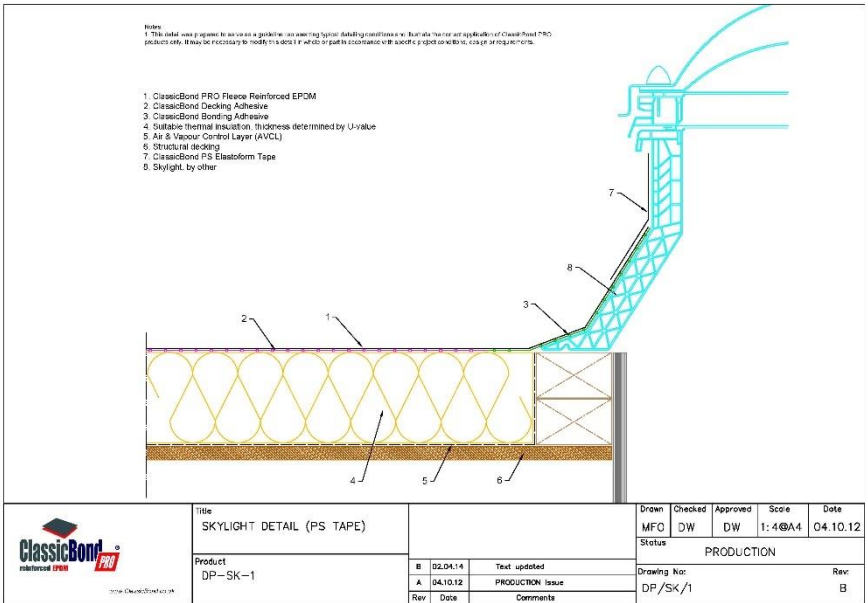 Notes
1. This detail was prepared to serve as a guideline representing typical detailing conditions and illustrate the correct application of ClassicBond PRO
products only. It may be necessary to modify this detail in whole or part in accordance with specific project conditions, design or requirements.
1. ClassicBond PRO Fleece Reinforced EPDM
2. ClassicBond Decking Adhesive
3. ClassicBond Bonding Adhesive
4. Suitable thermal insulation, thickness determined by U-value
5. Air & Vapour Control Layer (AVCL)
6. Structural decking
7. ClassicBond PS Elastoform Tape
8. Skylight, by other
7
8
3
2
1
4
5
6
ClassicBond PRO ®
reinforced EPDM
www.ClassicBond.co.uk
Title
SKYLIGHT DETAIL (PS TAPE)
Product
DP-SK-1
B 02.04.14 Text updated
A 04.10.12 PRODUCTION Issue
Rev Date Comments
Drawn Checked Approved Scale Date
MFO DW DW 1:4@A4 04.10.12
Status
PRODUCTION
Drawing No: Rev:
DP/SK/1 B